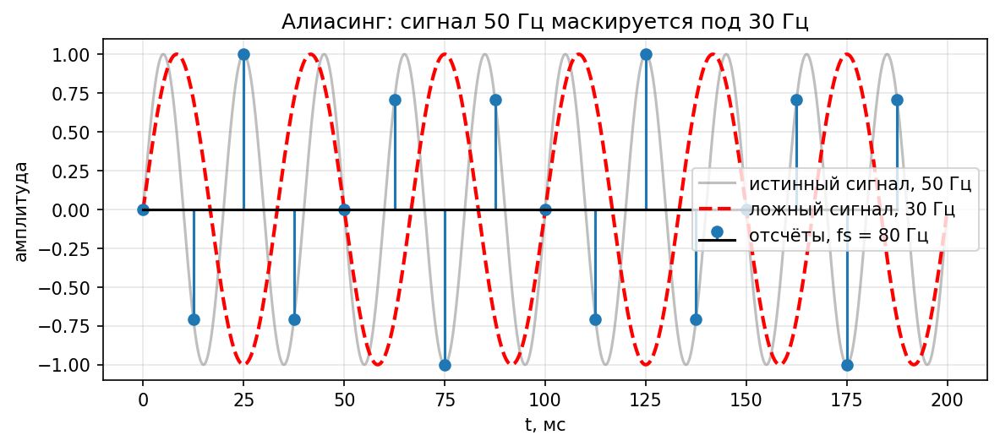 Алиасинг: сигнал 50 Гц маскируется под 30 Гц
1.00
0.75
0.50
0.25
0.00
−0.25
−0.50
−0.75
−1.00
амплитуда
истинный сигнал, 50 Гц
ложный сигнал, 30 Гц
отсчёты, fs = 80 Гц
0 25 50 75 100 125 150 175 200
t, мс